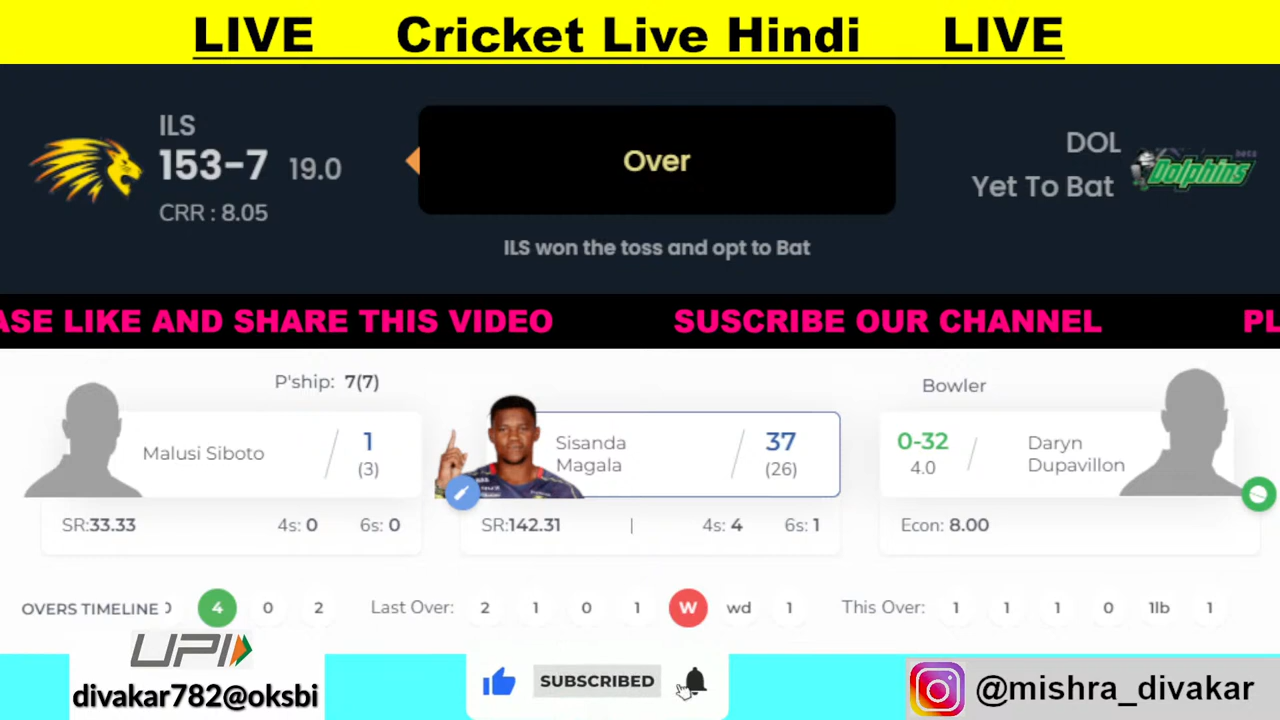 LIVE Cricket Live Hindi LIVE
ILS
153-7 19.0
CRR : 8.05
Over
ILS won the toss and opt to Bat
DOL
Yet To Bat
Dolphins
ASE LIKE AND SHARE THIS VIDEO SUSCRIBE OUR CHANNEL PL
P'ship: 7(7)
Malusi Siboto 1
(3)
SR:33.33 4s: 0 6s: 0
Sisanda
Magala
37
(26)
SR:142.31 | 4s: 4 6s: 1
Bowler
0-32
4.0
Daryn
Dupavillon
Econ: 8.00
OVERS TIMELINE 4 0 2 Last Over: 2 1 0 1 W wd 1 This Over: 1 1 1 0 1lb 1
UPI
divakar782@oksbi
SUBSCRIBED
@mishra_divakar